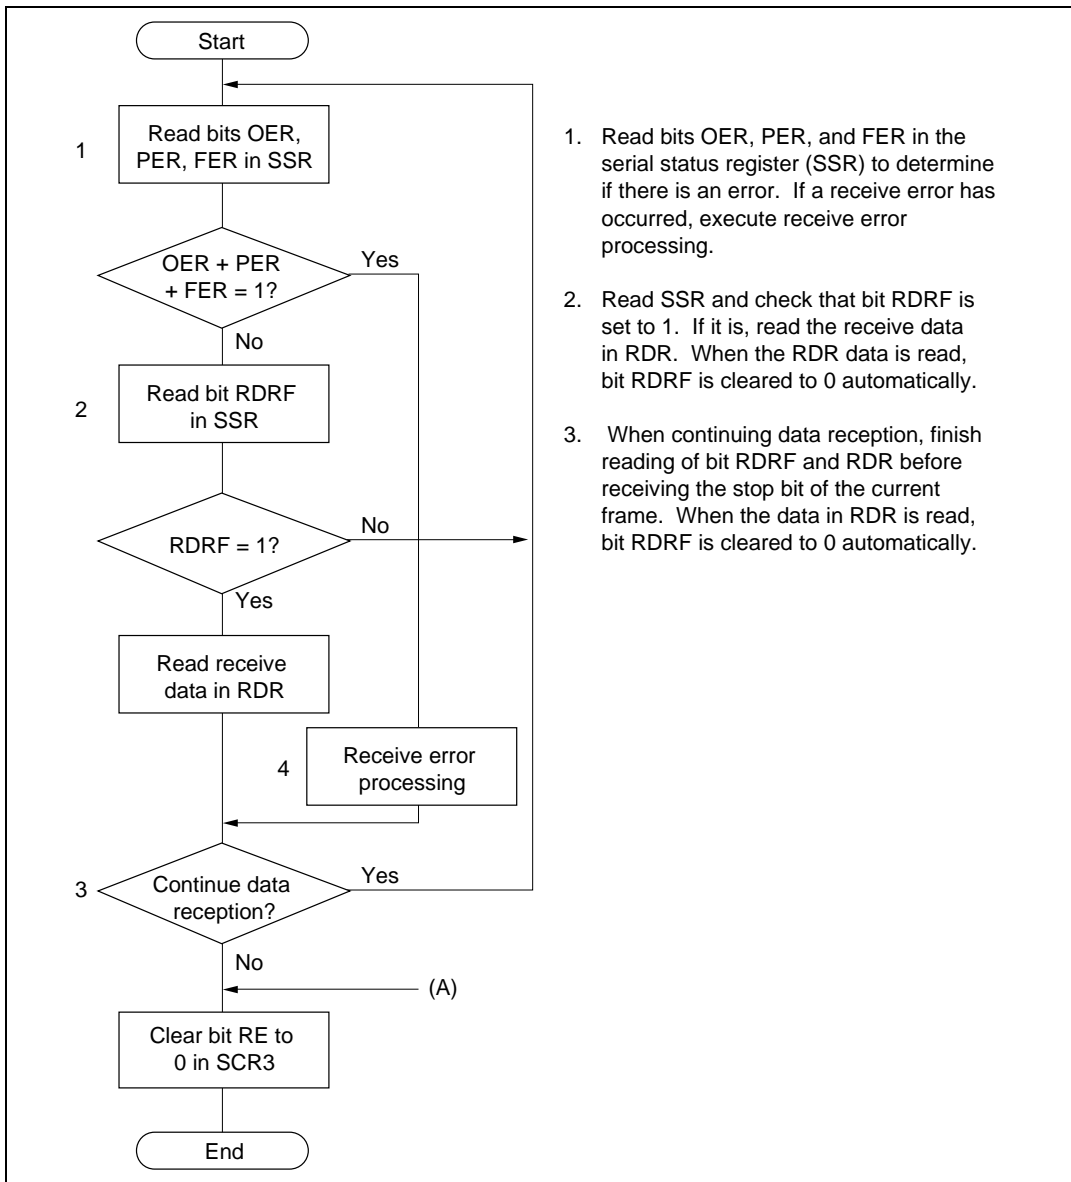 Start
1
Read bits OER,
PER, FER in SSR
OER + PER
+ FER = 1?
Yes
No
2
Read bit RDRF
in SSR
RDRF = 1?
No
Yes
Read receive
data in RDR
4
Receive error
processing
3
Continue data
reception?
Yes
No
(A)
Clear bit RE to
0 in SCR3
End
1. Read bits OER, PER, and FER in the
serial status register (SSR) to determine
if there is an error. If a receive error has
occurred, execute receive error
processing.
2. Read SSR and check that bit RDRF is
set to 1. If it is, read the receive data
in RDR. When the RDR data is read,
bit RDRF is cleared to 0 automatically.
3. When continuing data reception, finish
reading of bit RDRF and RDR before
receiving the stop bit of the current
frame. When the data in RDR is read,
bit RDRF is cleared to 0 automatically.